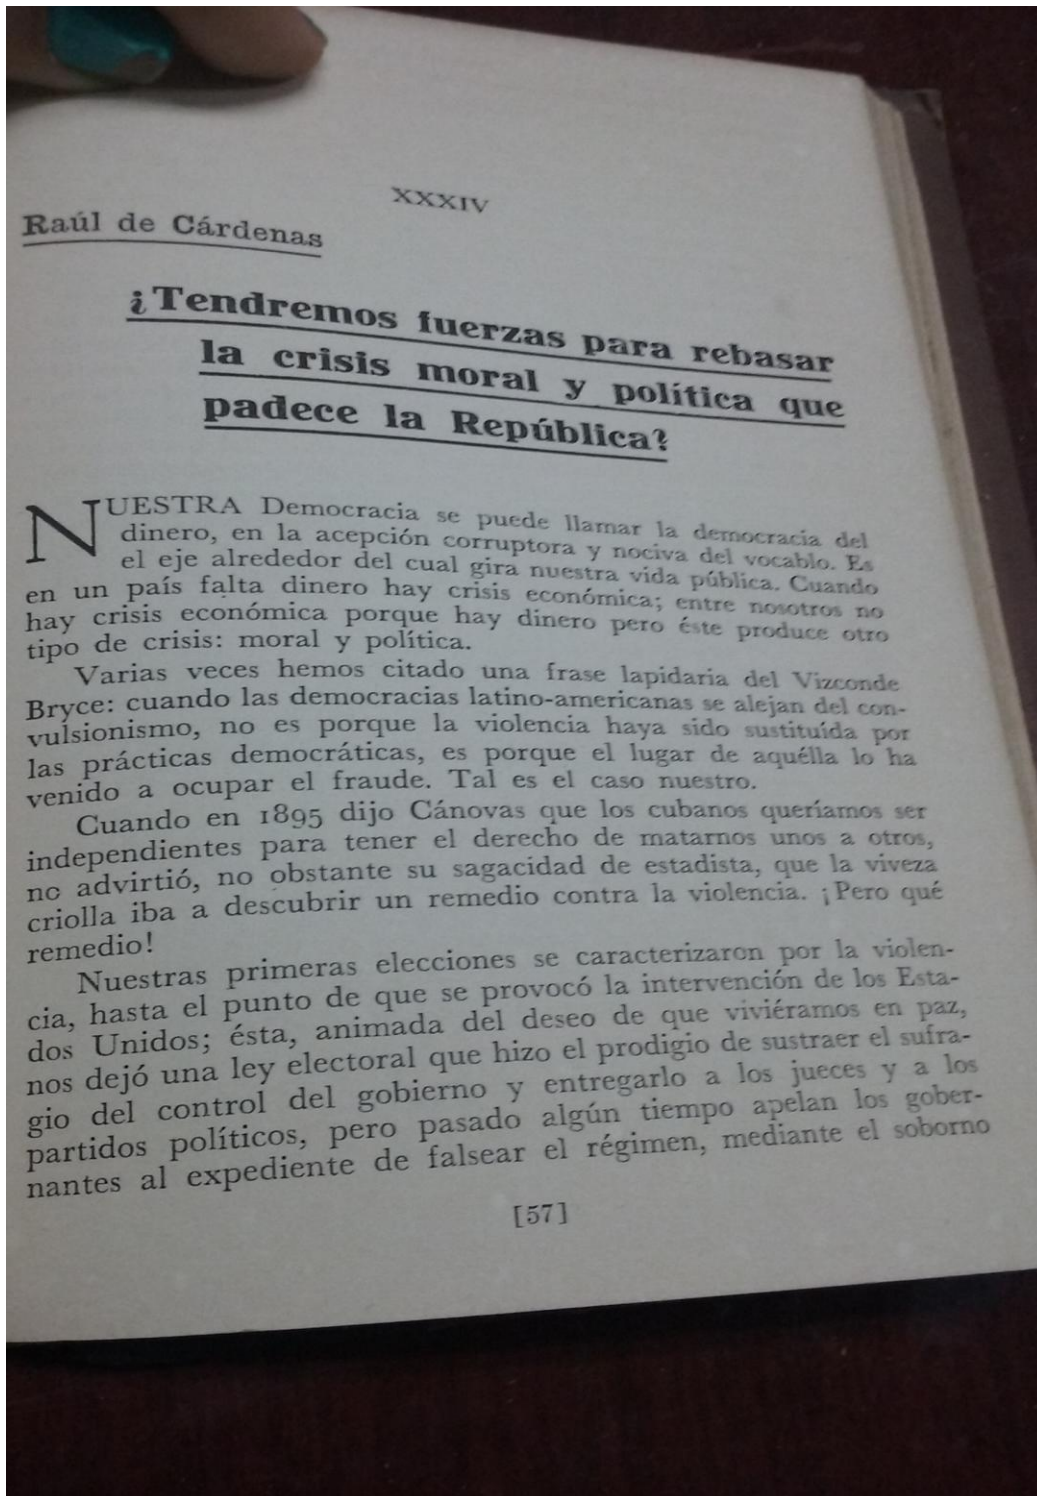 XXXIV
Raúl de Cárdenas
¿Tendremos fuerzas para rebasar
la crisis moral y política que
padece la República?
NUESTRA Democracia se puede llamar la democracia del
dinero, en la acepción corruptora y nociva del vocablo. Es
el eje alrededor del cual gira nuestra vida pública. Cuando
en un país falta dinero hay crisis económica; entre nosotros no
hay crisis económica porque hay dinero pero éste produce otro
tipo de crisis: moral y política.
Varias veces hemos citado una frase lapidaria del Vizconde
Bryce: cuando las democracias latino-americanas se alejan del con-
vulsionismo, no es porque la violencia haya sido sustituída por
las prácticas democráticas, es porque el lugar de aquélla lo ha
venido a ocupar el fraude. Tal es el caso nuestro.
Cuando en 1895 dijo Cánovas que los cubanos queríamos ser
independientes para tener el derecho de matarnos unos a otros,
no advirtió, no obstante su sagacidad de estadista, que la viveza
criolla iba a descubrir un remedio contra la violencia. ¡Pero qué
remedio!
Nuestras primeras elecciones se caracterizaron por la violen-
cia, hasta el punto de que se provocó la intervención de los Esta-
dos Unidos; ésta, animada del deseo de que viviéramos en paz,
nos dejó una ley electoral que hizo el prodigio de sustraer el sufra-
gio del control del gobierno y entregarlo a los jueces y a los
partidos políticos, pero pasado algún tiempo apelan los gober-
nantes al expediente de falsear el régimen, mediante el soborno
[57]